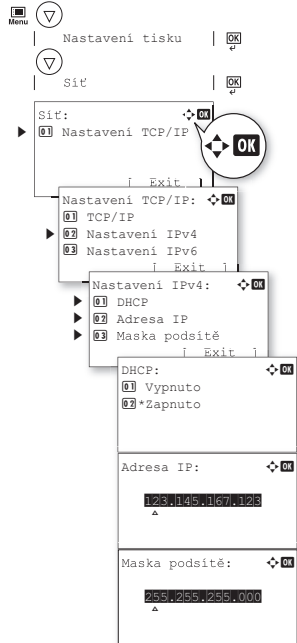 Menu
Nastavení tisku OK
Síť OK
Síť: OK
01 Nastavení TCP/IP
OK
[ Exit ]
Nastavení TCP/IP: OK
01 TCP/IP
02 Nastavení IPv4
03 Nastavení IPv6
[ Exit ]
Nastavení IPv4: OK
01 DHCP
02 Adresa IP
03 Maska podsítě
[ Exit ]
DHCP: OK
01 Vypnuto
02 *Zapnuto
Adresa IP: OK
123.145.167.123
Maska podsítě: OK
255.255.255.000